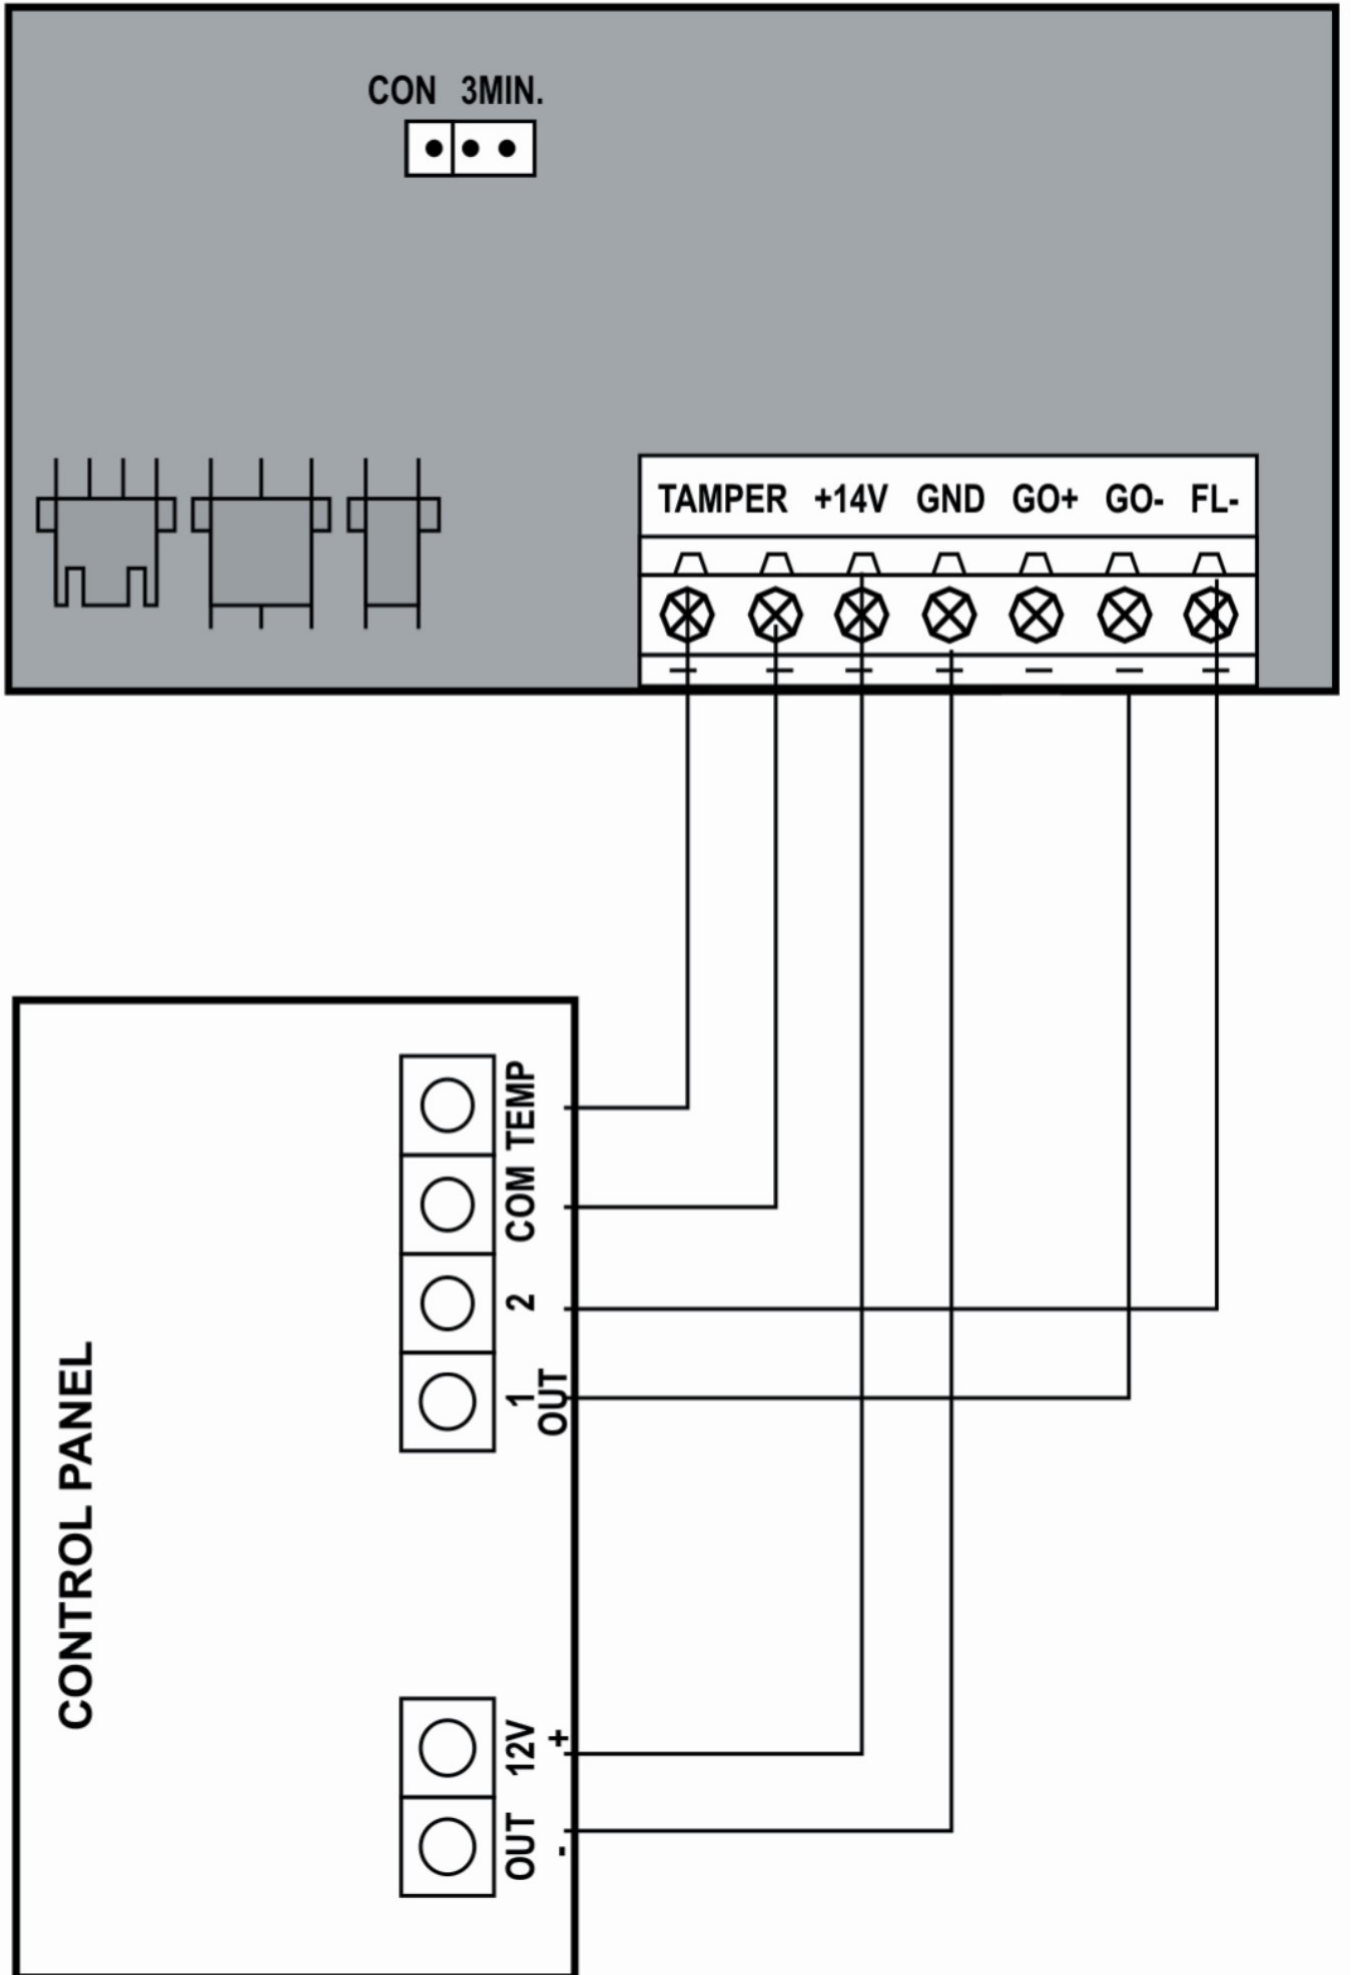 CON 3MIN.
TAMPER +14V GND GO+ GO- FL-
TEMP
COM
2
1
OUT
CONTROL PANEL
12V +
OUT -